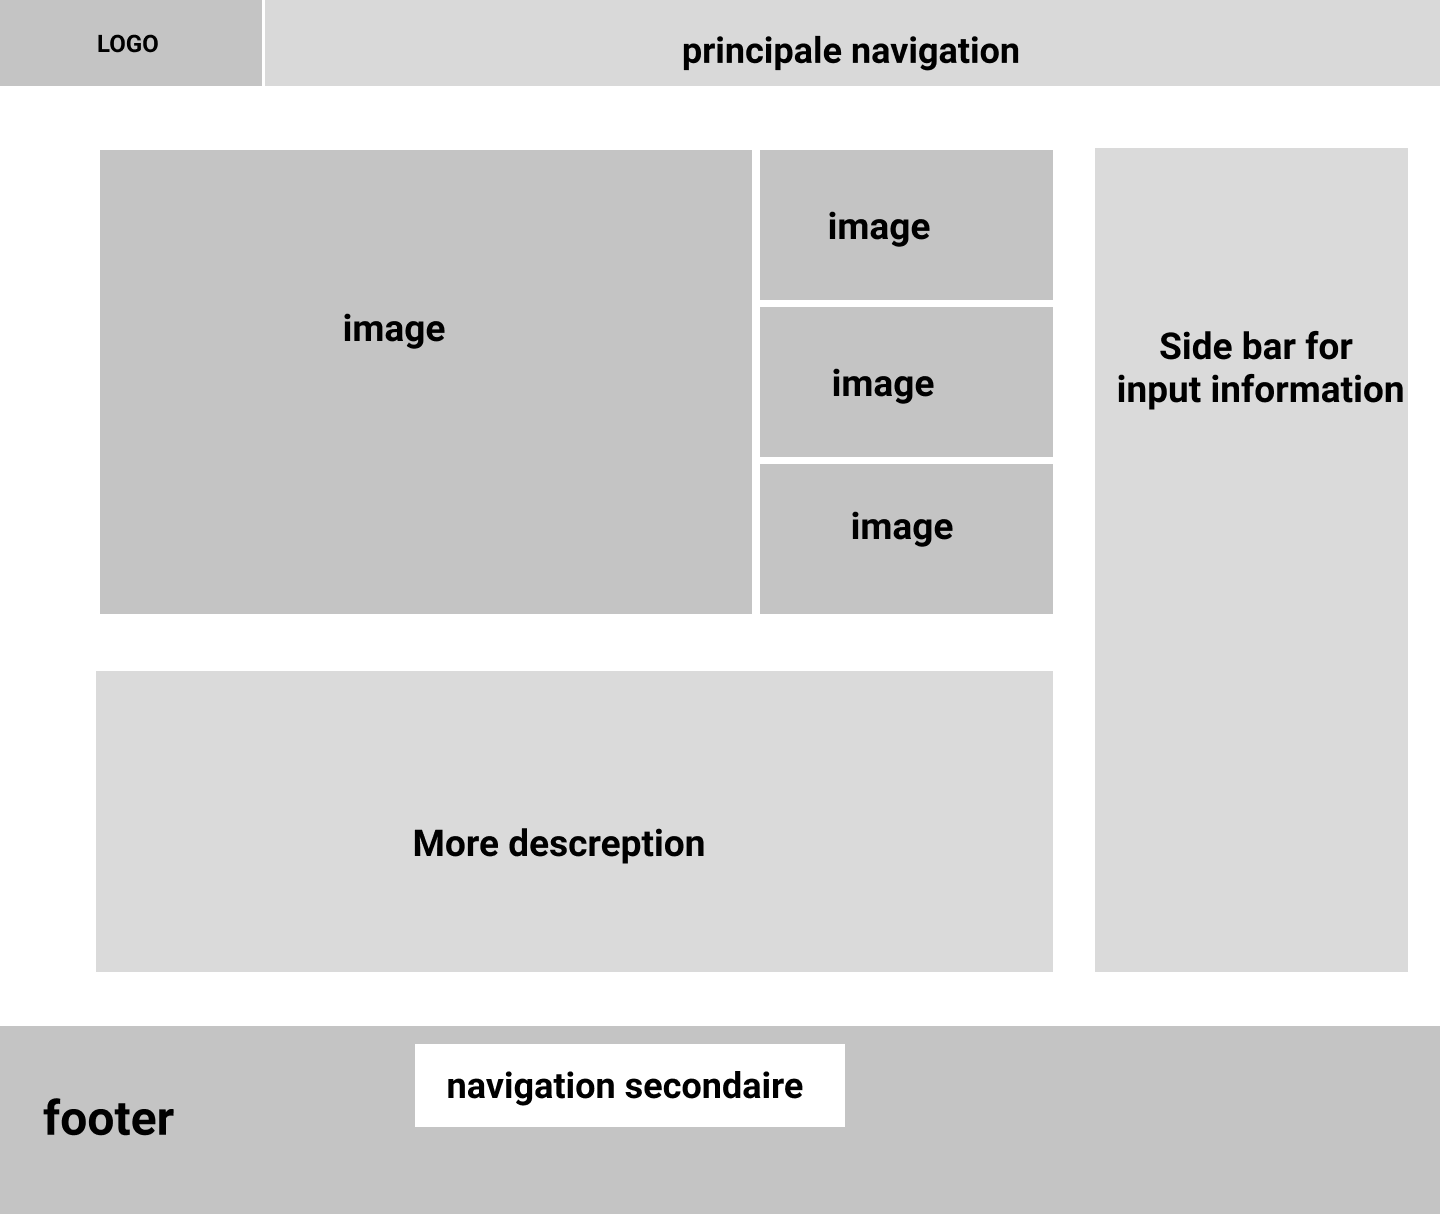 LOGO
principale navigation
image
image
image
image
Side bar for
input information
More descreption
footer
navigation secondaire